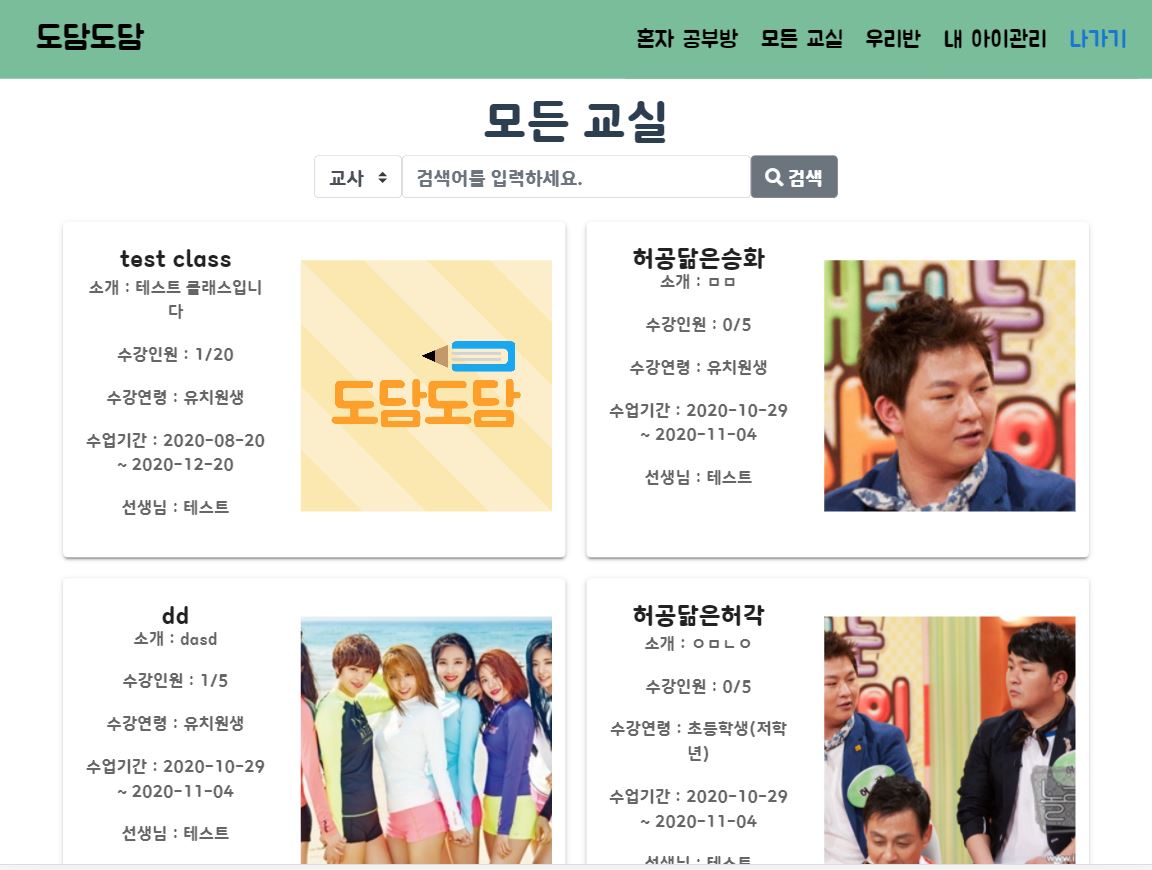 도담도담
혼자 공부방 모든 교실 우리반 내 아이관리 나가기
모든 교실
교사 검색어를 입력하세요. 검색
test class
소개 : 테스트 클래스입니
다
수강인원 : 1/20
수강연령 : 유치원생
수업기간 : 2020-08-20
~ 2020-12-20
선생님 : 테스트
도담도담
허공닮은승화
소개 : ㅁㅁ
수강인원 : 0/5
수강연령 : 유치원생
수업기간 : 2020-10-29
~ 2020-11-04
선생님 : 테스트
dd
소개 : dasd
수강인원 : 1/5
수강연령 : 유치원생
수업기간 : 2020-10-29
~ 2020-11-04
선생님 : 테스트
허공닮은허각
소개 : ㅇㅁㄴㅇ
수강인원 : 0/5
수강연령 : 초등학생(저학
년)
수업기간 : 2020-10-29
~ 2020-11-04
선생님 : 테스트